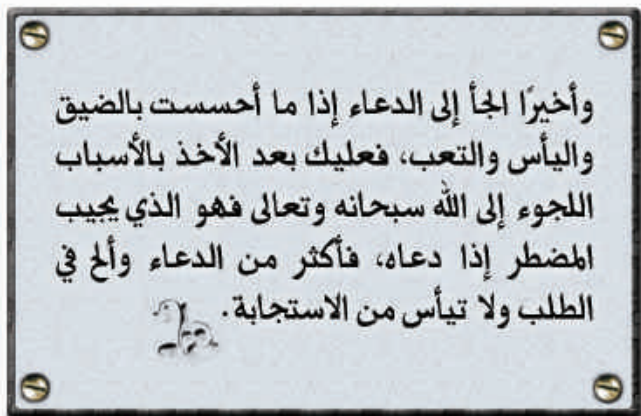 وأخيرًا الجأ إلى الدعاء إذا ما أحسست بالضيق
واليأس والتعب، فعليك بعد الأخذ بالأسباب
اللجوء إلى الله سبحانه وتعالى فهو الذي يجيب
المضطر إذا دعاه، فأكثر من الدعاء وألح في
الطلب ولا تيأس من الاستجابة.